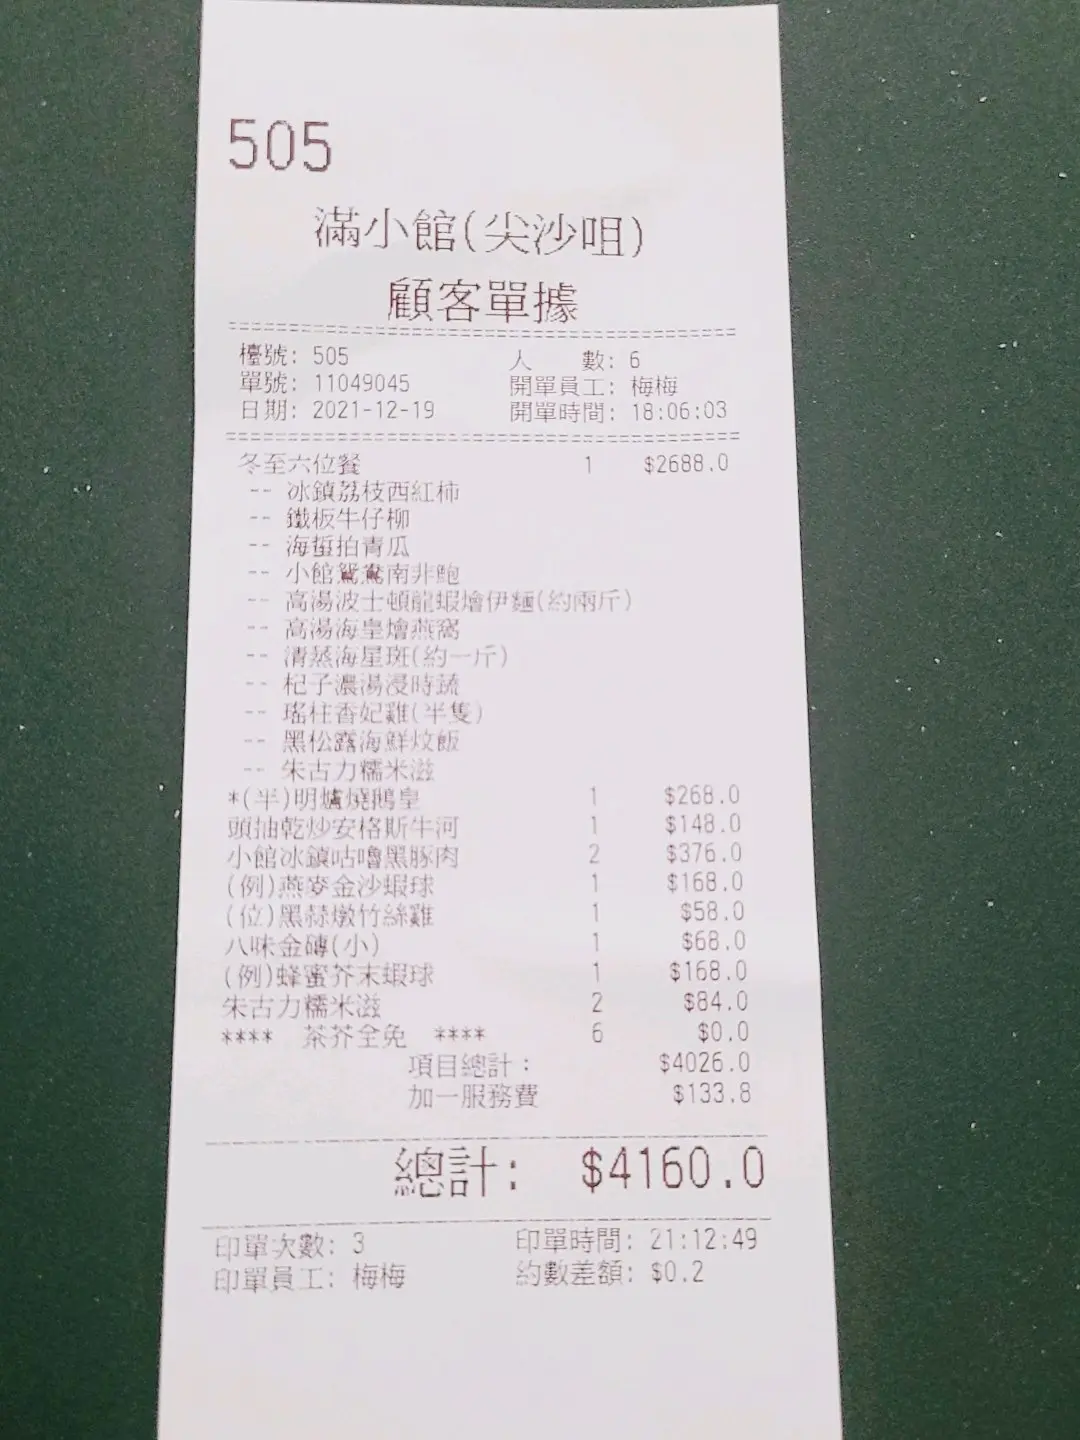 505
滿小館(尖沙咀)
顧客單據
檯號: 505 人 數: 6
單號: 11049045 開單員工: 梅梅
日期: 2021-12-19 開單時間: 18:06:03
冬至六位餐 1 $2688.0
-- 冰鎮荔枝西紅柿
-- 鐵板牛仔柳
-- 海蜇拍青瓜
-- 小館鴛鴦南非鮑
-- 高湯波士頓龍蝦燴伊麵(約兩斤)
-- 高湯海皇燴燕窩
-- 清蒸海星斑(約一斤)
-- 杞子濃湯浸時蔬
-- 瑤柱香妃雞(半隻)
-- 黑松露海鮮炆飯
-- 朱古力糯米滋
*(半)明爐燒鵝皇 1 $268.0
頭抽乾炒安格斯牛河 1 $148.0
小館冰鎮咕嚕黑豚肉 2 $376.0
(例)燕麥金沙蝦球 1 $168.0
(位)黑蒜燉竹絲雞 1 $58.0
八味金磚(小) 1 $68.0
(例)蜂蜜芥末蝦球 1 $168.0
朱古力糯米滋 2 $84.0
**** 茶芥全免 **** 6 $0.0
項目總計: $4026.0
加一服務費 $133.8
總計: $4160.0
印單次數: 3 印單時間: 21:12:49
印單員工: 梅梅 約數差額: $0.2